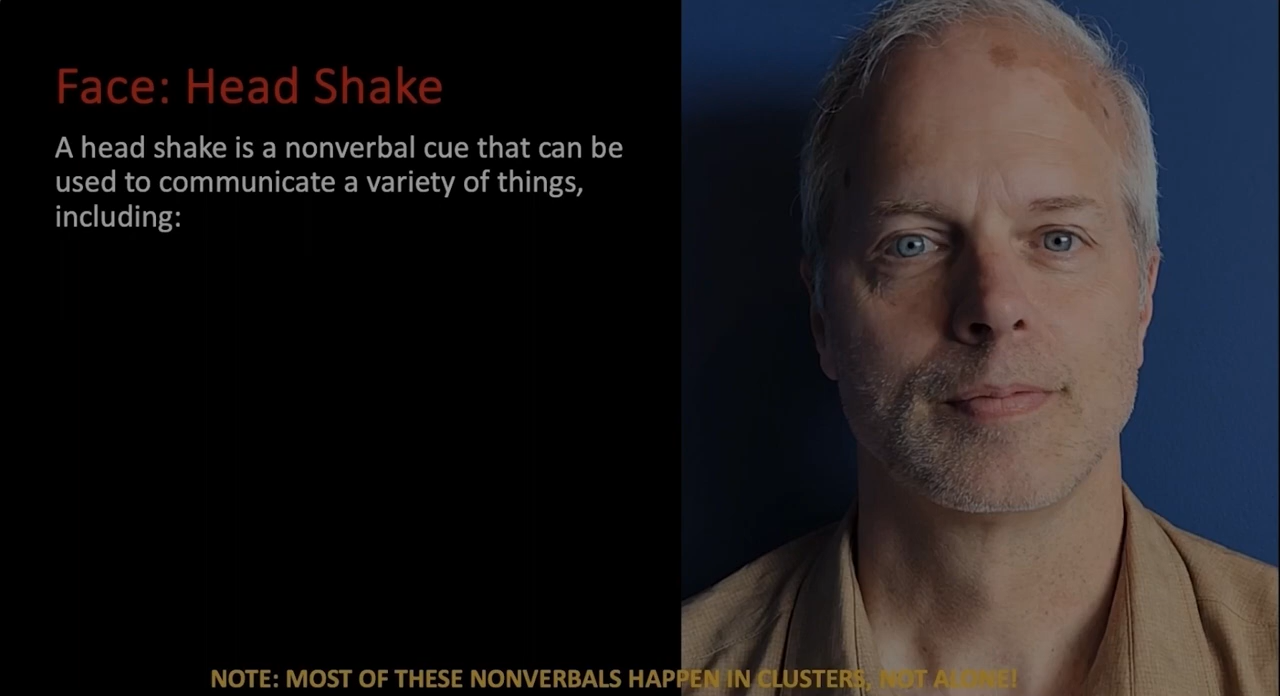 Face: Head Shake
A head shake is a nonverbal cue that can be
used to communicate a variety of things,
including:
NOTE: MOST OF THESE NONVERBALS HAPPEN IN CLUSTERS, NOT ALONE!